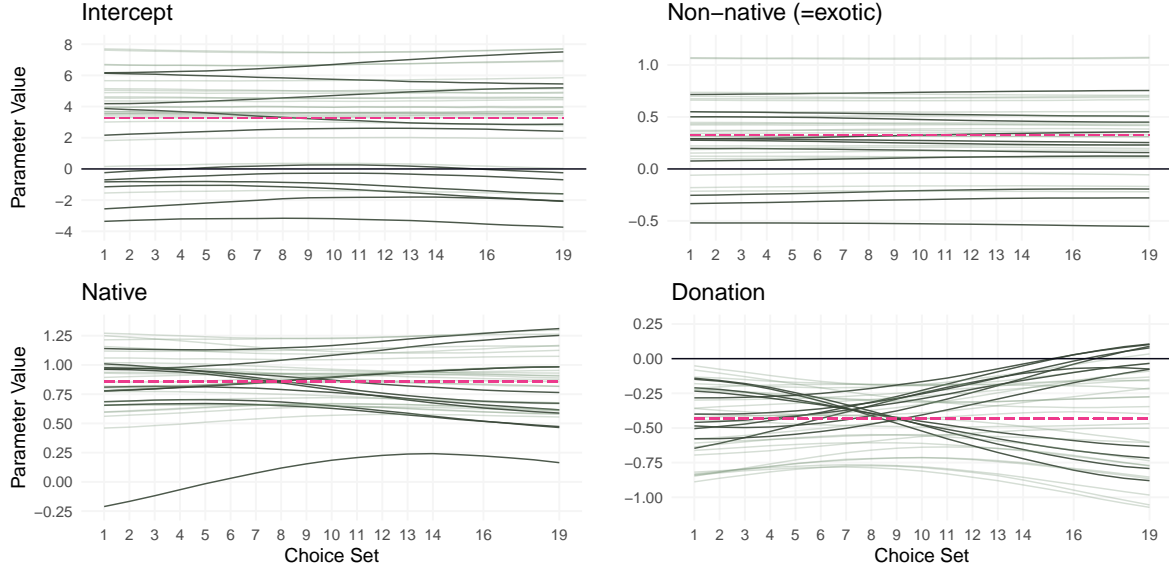 Intercept
Non−native (=exotic)
Parameter Value
8
6
4
2
0
−2
−4
1 2 4 5 6 7 8 9 10 11 12 13 14 16 19
1.0
0.5
0.0
−0.5
1 2 4 5 6 7 8 9 10 11 12 13 14 16 19
Native
Donation
Parameter Value
1.25
1.00
0.75
0.50
0.25
0.00
−0.25
1 2 4 5 6 7 8 9 10 11 12 13 14 16 19
Choice Set
0.25
0.00
−0.25
−0.50
−0.75
−1.00
1 2 4 5 6 7 8 9 10 11 12 13 14 16 19
Choice Set